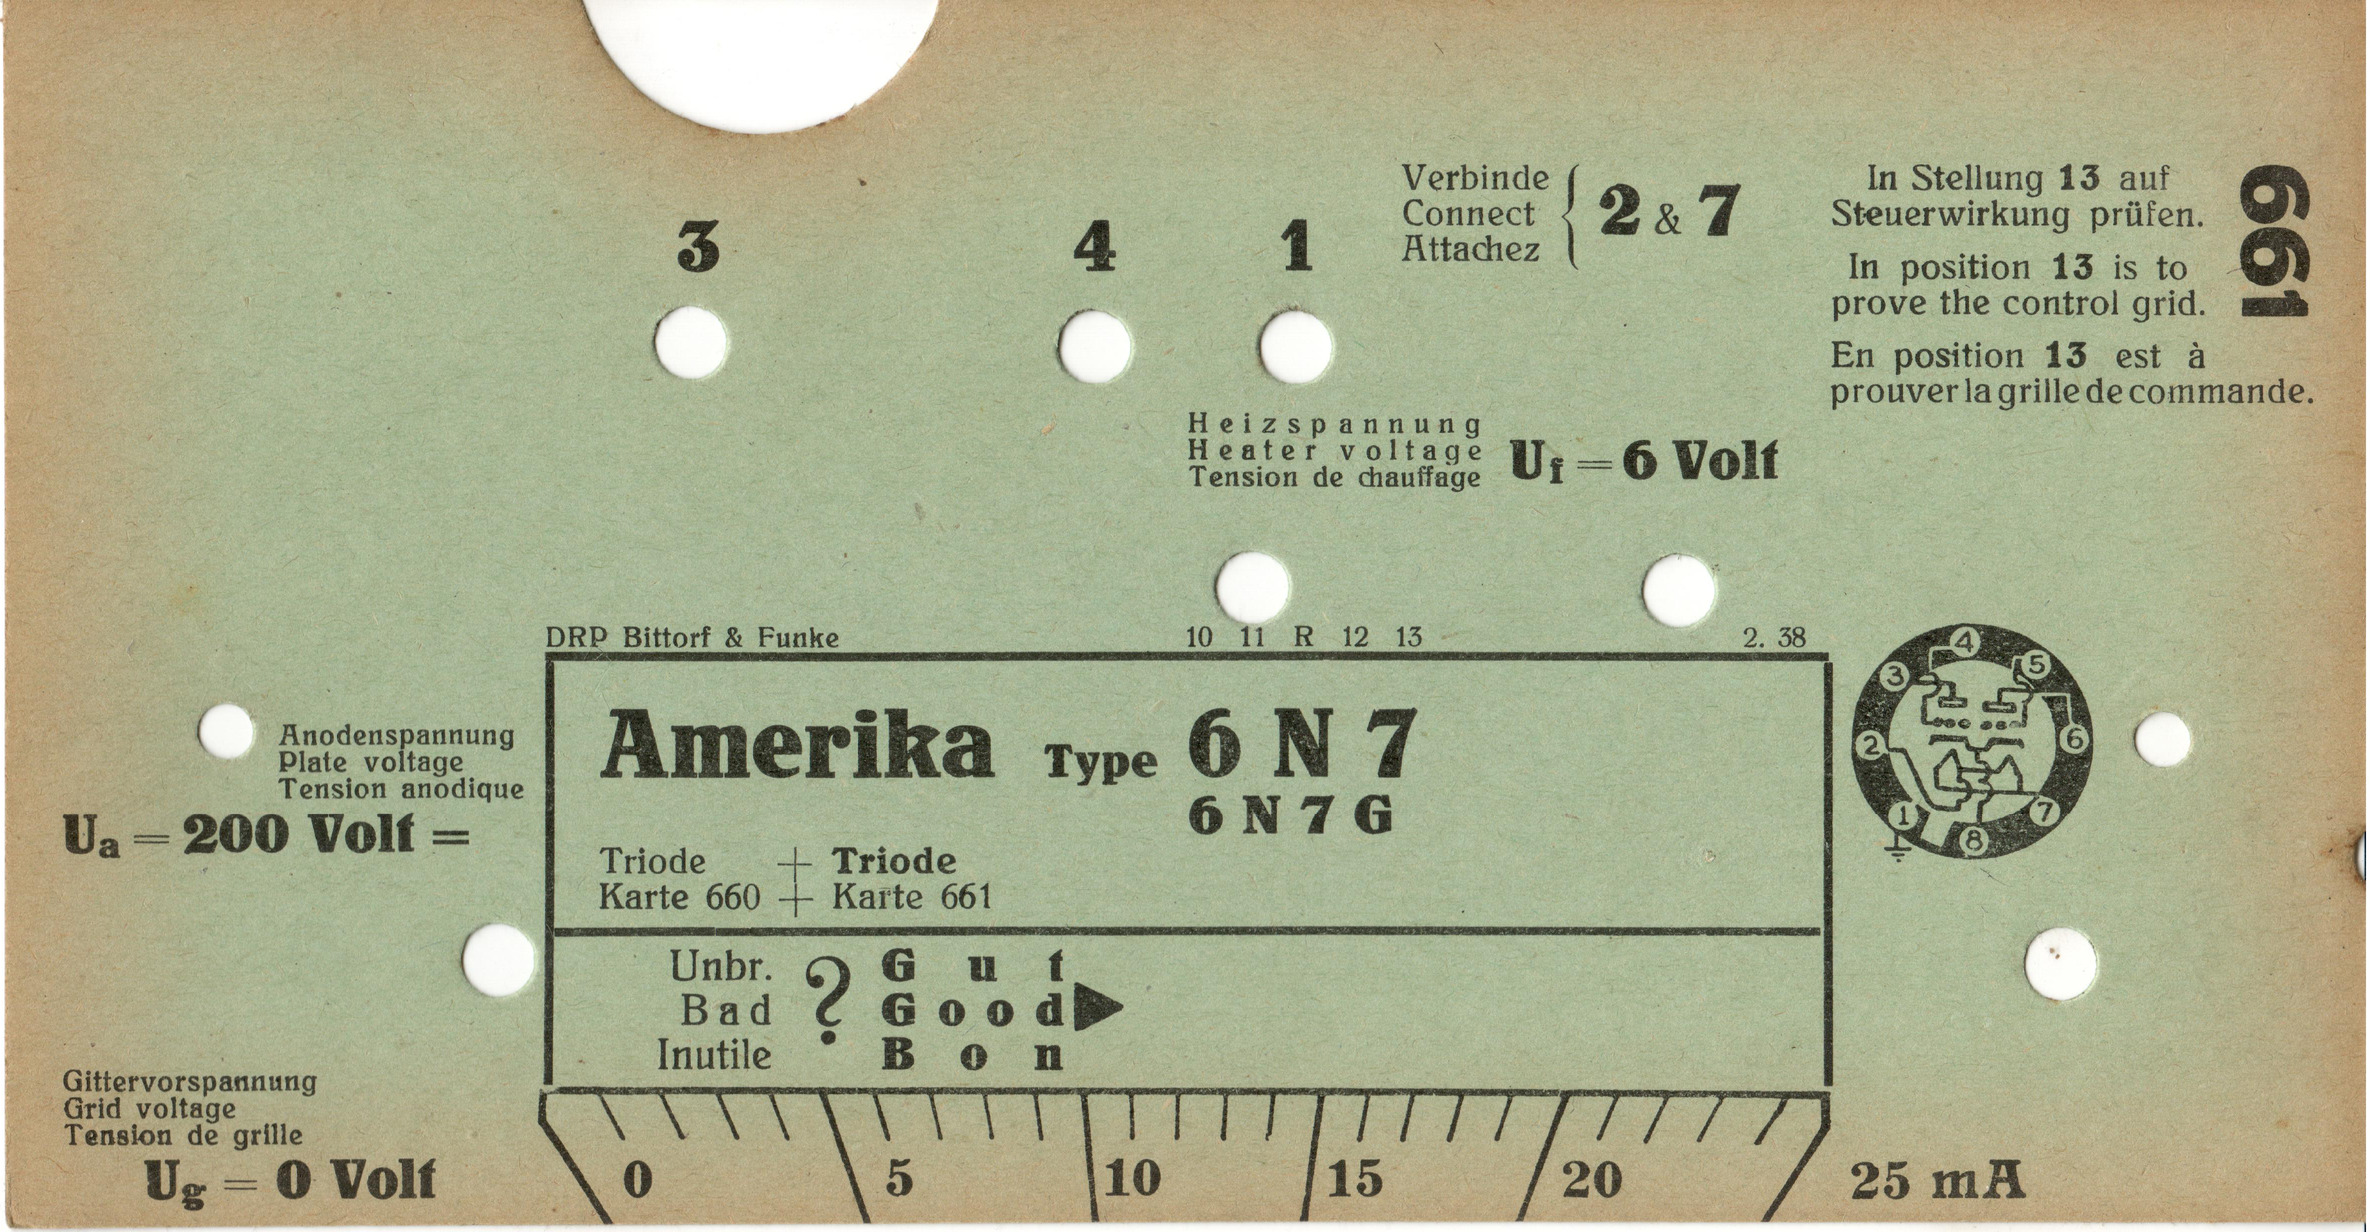 Verbinde
Connect
Attachez
2 & 7
3
4
1
In Stellung 13 auf
Steuerwirkung prüfen.
In position 13 is to
prove the control grid.
En position 13 est à
prouver la grille de commande.
661
Heizspannung
Heater voltage
Tension de chauffage
Uf = 6 Volt
DRP Bittorf & Funke
10 11 R 12 13
2. 38
Anodenspannung
Plate voltage
Tension anodique
Ua = 200 Volt =
Amerika Type 6 N 7
6 N 7 G
Triode + Triode
Karte 660 + Karte 661
4
3
5
2
6
1
7
8
Unbr. ? Gut
Bad Good
Inutile Bon
Gittervorspannung
Grid voltage
Tension de grille
Ug = 0 Volt
0 5 10 15 20 25 mA